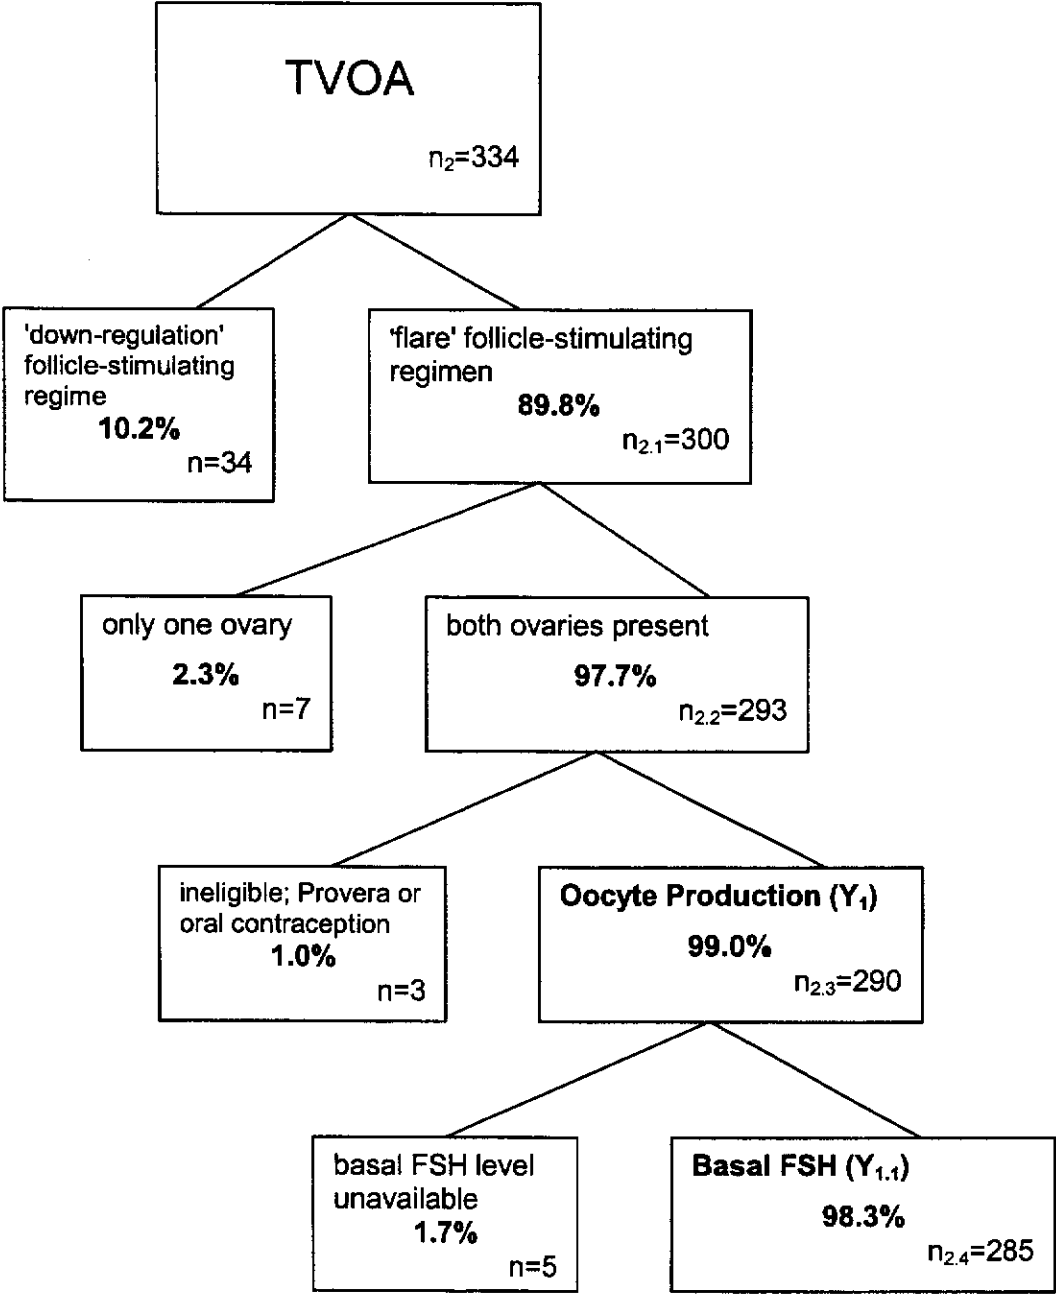 TVOA
n₂=334
'down-regulation'
follicle-stimulating
regime
10.2%
n=34
'flare' follicle-stimulating
regimen
89.8%
n₂.₁=300
only one ovary
2.3%
n=7
both ovaries present
97.7%
n₂.₂=293
ineligible; Provera or
oral contraception
1.0%
n=3
Oocyte Production (Y₁)
99.0%
n₂.₃=290
basal FSH level
unavailable
1.7%
n=5
Basal FSH (Y₁.₁)
98.3%
n₂.₄=285